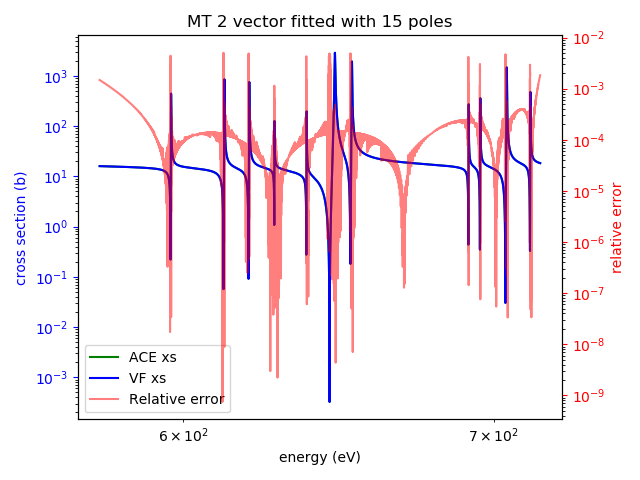 MT 2 vector fitted with 15 poles
cross section (b)
10³
10²
10¹
10⁰
10⁻¹
10⁻²
10⁻³
10⁻²
10⁻³
10⁻⁴
10⁻⁵
10⁻⁶
10⁻⁷
10⁻⁸
10⁻⁹
relative error
ACE xs
VF xs
Relative error
6 × 10²
7 × 10²
energy (eV)